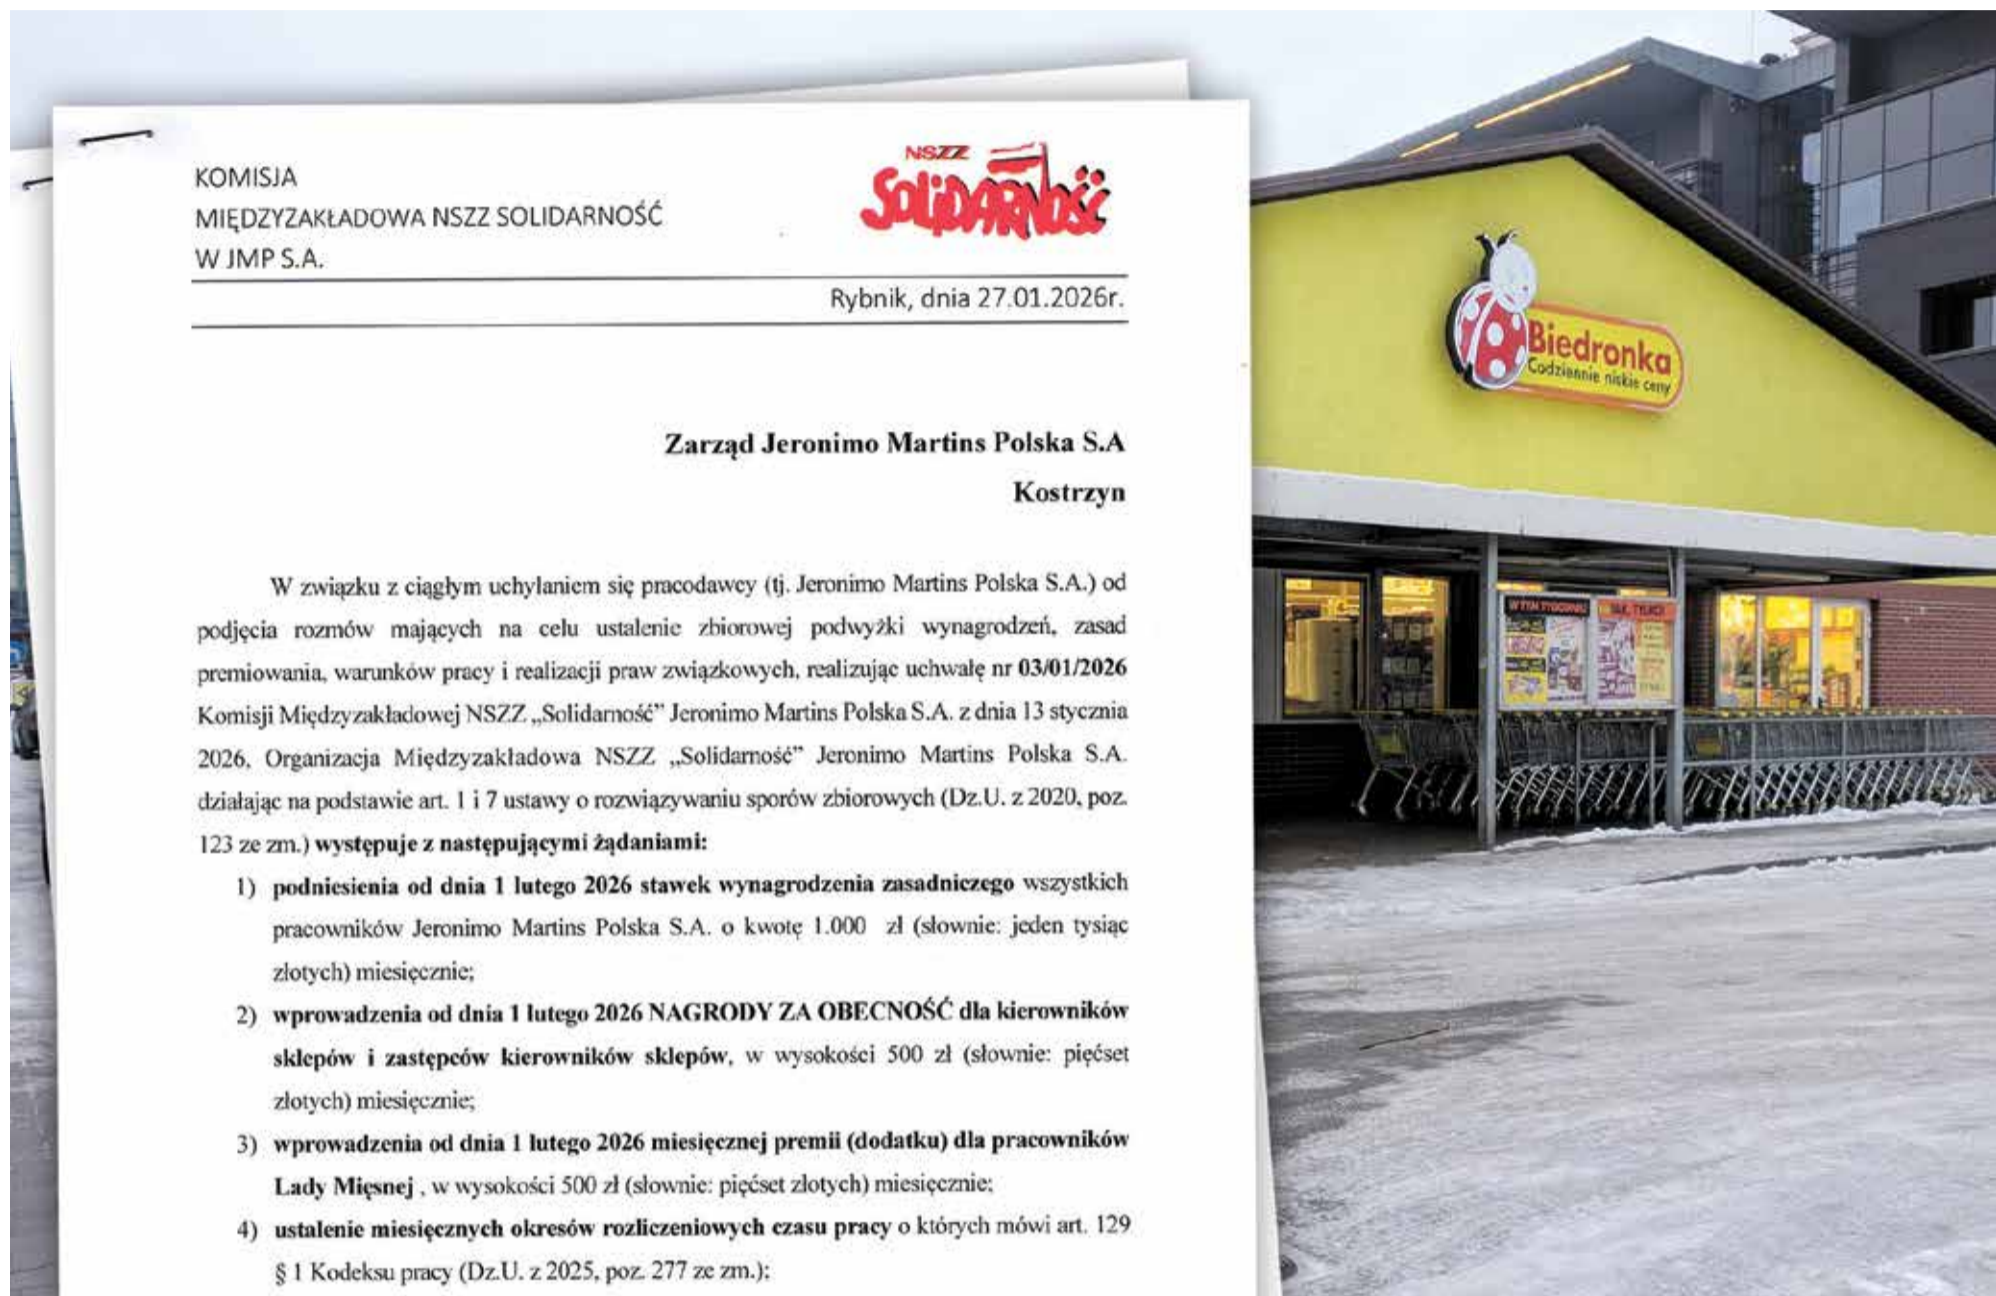 KOMISJA
MIĘDZYZAKŁADOWA NSZZ SOLIDARNOŚĆ
W JMP S.A.
NSZZ
SOLIDARNOŚĆ
Rybnik, dnia 27.01.2026r.
Zarząd Jeronimo Martins Polska S.A
Kostrzyn
W związku z ciągłym uchylaniem się pracodawcy (tj. Jeronimo Martins Polska S.A.) od
podjęcia rozmów mających na celu ustalenie zbiorowej podwyżki wynagrodzeń, zasad
premiowania, warunków pracy i realizacji praw związkowych, realizując uchwałę nr 03/01/2026
Komisji Międzyzakładowej NSZZ „Solidarność” Jeronimo Martins Polska S.A. z dnia 13 stycznia
2026, Organizacja Międzyzakładowa NSZZ „Solidarność” Jeronimo Martins Polska S.A.
działając na podstawie art. 1 i 7 ustawy o rozwiązywaniu sporów zbiorowych (Dz.U. z 2020, poz.
123 ze zm.) występuje z następującymi żądaniami:
1) podniesienia od dnia 1 lutego 2026 stawek wynagrodzenia zasadniczego wszystkich
pracowników Jeronimo Martins Polska S.A. o kwotę 1.000 zł (słownie: jeden tysiąc
złotych) miesięcznie;
2) wprowadzenia od dnia 1 lutego 2026 NAGRODY ZA OBECNOŚĆ dla kierowników
sklepów i zastępców kierowników sklepów, w wysokości 500 zł (słownie: pięćset
złotych) miesięcznie;
3) wprowadzenia od dnia 1 lutego 2026 miesięcznej premii (dodatku) dla pracowników
Lady Mięsnej , w wysokości 500 zł (słownie: pięćset złotych) miesięcznie;
4) ustalenie miesięcznych okresów rozliczeniowych czasu pracy o których mówi art. 129
§ 1 Kodeksu pracy (Dz.U. z 2025, poz. 277 ze zm.);
Biedronka
Codziennie niskie ceny
W TYM TYGODNIU